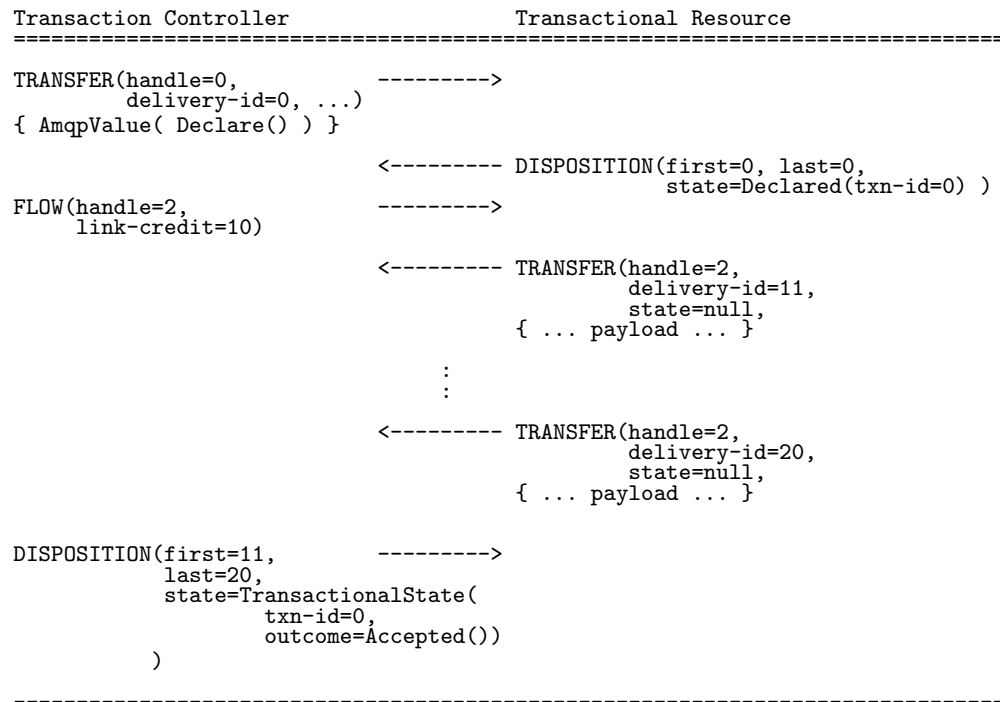 Transaction Controller                    Transactional Resource
================================================================================
TRANSFER(handle=0,           --------->
         delivery-id=0, ...)
{ AmqpValue( Declare() ) }
                             <--------- DISPOSITION(first=0, last=0,
                                                    state=Declared(txn-id=0) )
FLOW(handle=2,               --------->
     link-credit=10)
                             <--------- TRANSFER(handle=2,
                                                 delivery-id=11,
                                                 state=null,
                                        { ... payload ... }
                                  :
                                  :
                             <--------- TRANSFER(handle=2,
                                                 delivery-id=20,
                                                 state=null,
                                        { ... payload ... }
DISPOSITION(first=11,        --------->
            last=20,
            state=TransactionalState(
                    txn-id=0,
                    outcome=Accepted())
           )
--------------------------------------------------------------------------------